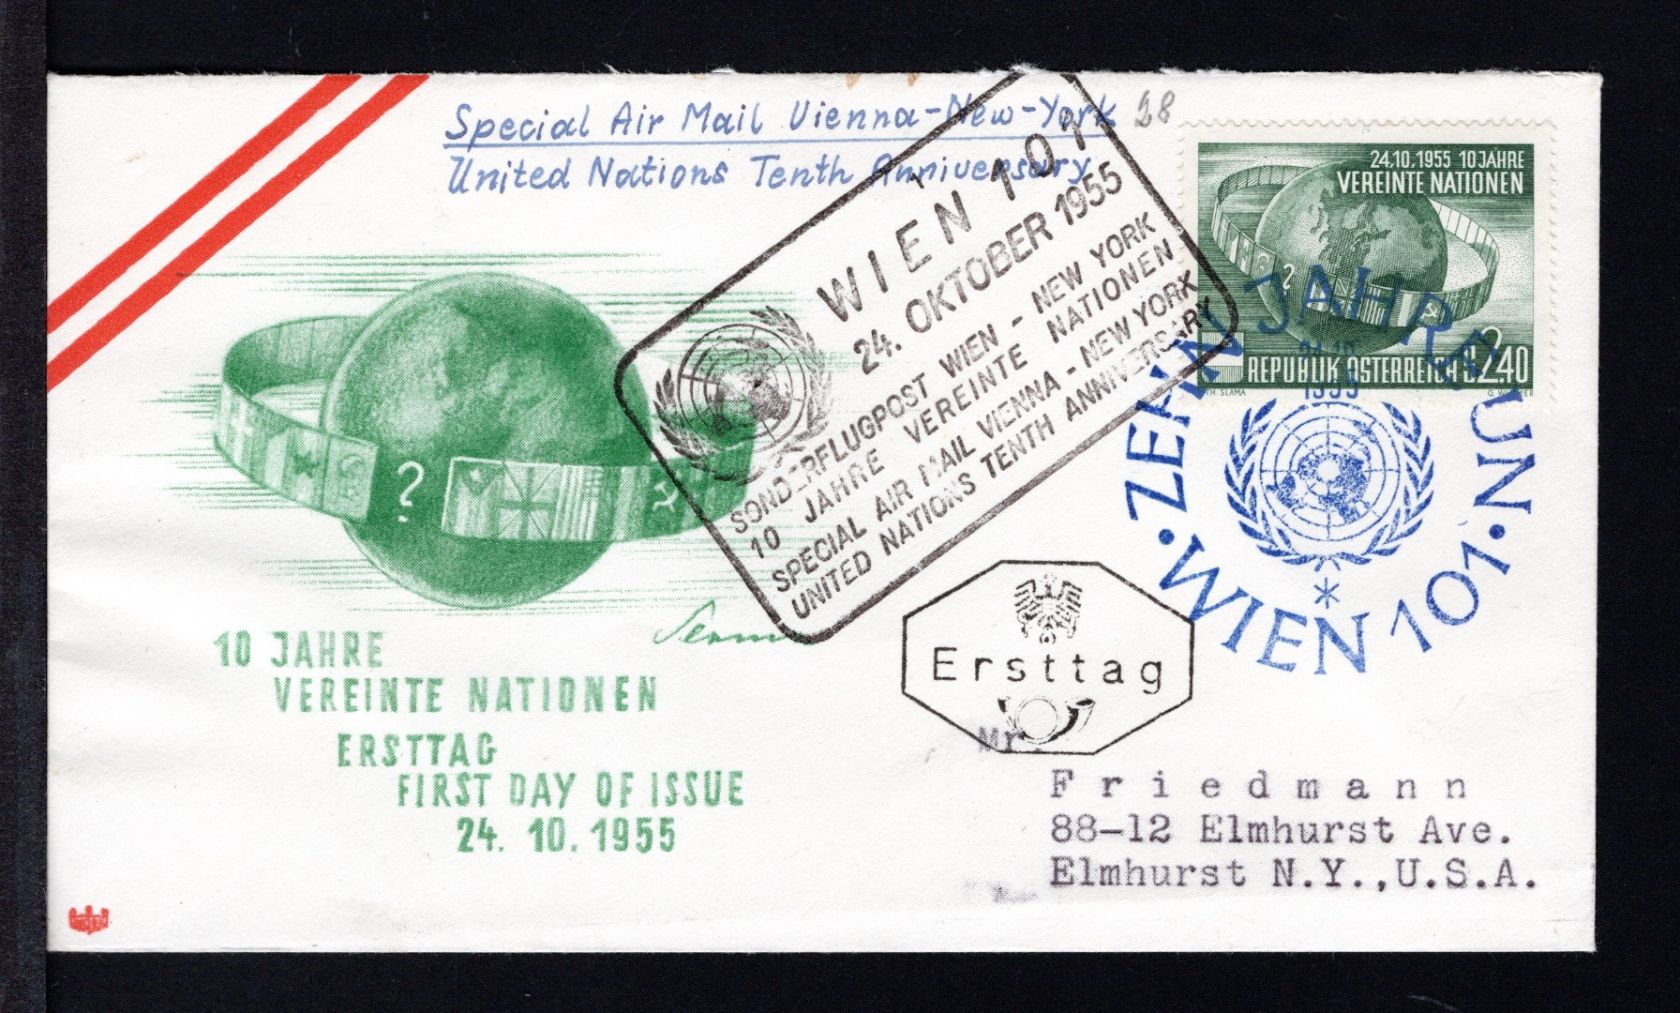 Special Air Mail Vienna-New-York 28
United Nations Tenth Anniversary
24.10.1955 10 JAHRE
VEREINTE NATIONEN
?
REPUBLIK ÖSTERREICH S 2.40
WIEN 101
24. OKTOBER 1955
SONDERFLUGPOST WIEN - NEW YORK
10 JAHRE VEREINTE NATIONEN
SPECIAL AIR MAIL VIENNA - NEW YORK
UNITED NATIONS TENTH ANNIVERSARY
ZEHN JAHRE UN
1955
• WIEN 101 •
?
10 JAHRE
VEREINTE NATIONEN
ERSTTAG
FIRST DAY OF ISSUE
24. 10. 1955
Ersttag
Mr.
Friedmann
88-12 Elmhurst Ave.
Elmhurst N.Y.,U.S.A.